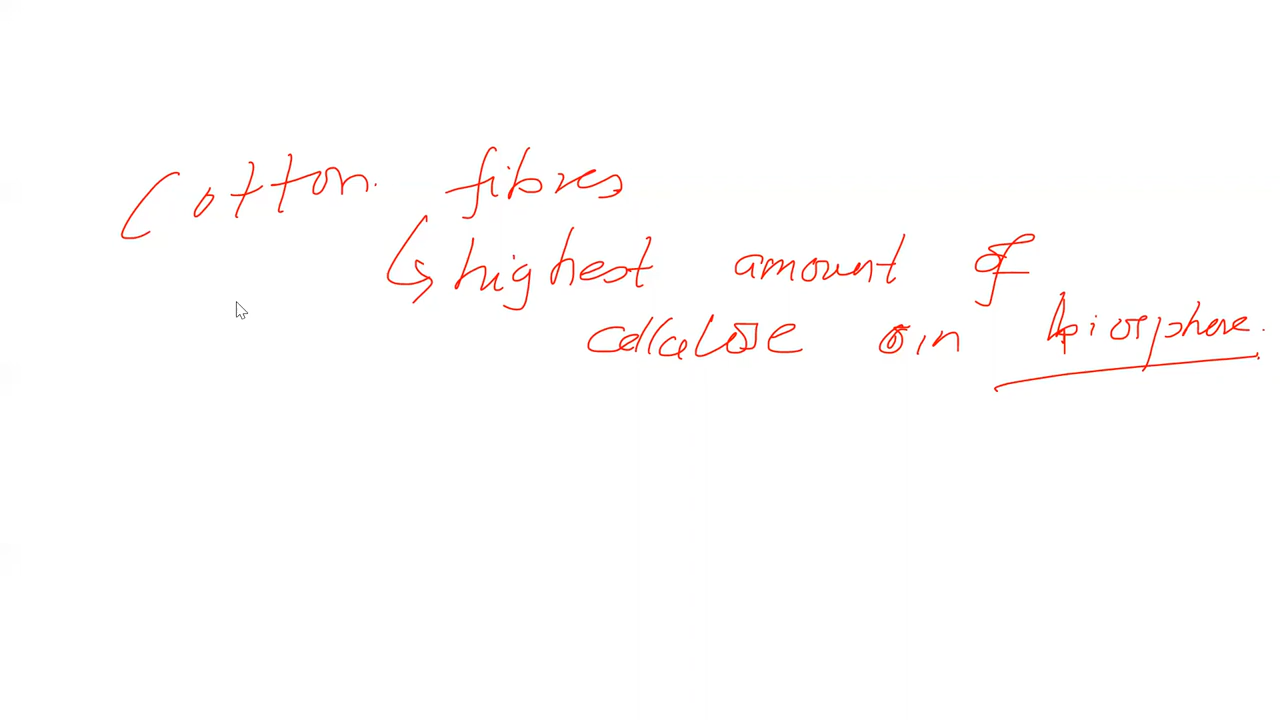 Cotton fibres
↳ highest amount of
cellulose in biosphere.